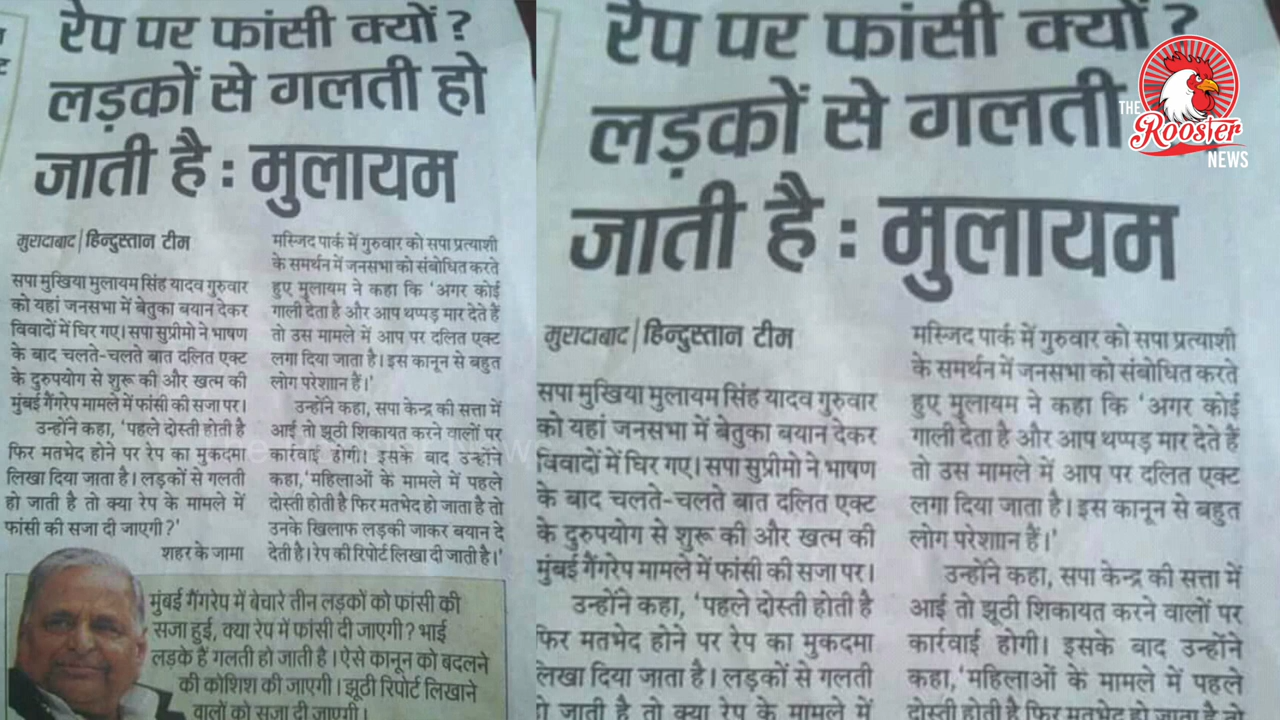 रेप पर फांसी क्यों?
लड़कों से गलती हो
जाती है : मुलायम
मुरादाबाद | हिन्दुस्तान टीम
सपा मुखिया मुलायम सिंह यादव गुरुवार
को यहां जनसभा में बेतुका बयान देकर
विवादों में घिर गए। सपा सुप्रीमो ने भाषण
के बाद चलते-चलते बात दलित एक्ट
के दुरुपयोग से शुरू की और खत्म की
मुंबई गैंगरेप मामले में फांसी की सजा पर।
उन्होंने कहा, 'पहले दोस्ती होती है
फिर मतभेद होने पर रेप का मुकदमा
लिखा दिया जाता है। लड़कों से गलती
हो जाती है तो क्या रेप के मामले में
फांसी की सजा दी जाएगी?'
शहर के जामा
मस्जिद पार्क में गुरुवार को सपा प्रत्याशी
के समर्थन में जनसभा को संबोधित करते
हुए मुलायम ने कहा कि 'अगर कोई
गाली देता है और आप थप्पड़ मार देते हैं
तो उस मामले में आप पर दलित एक्ट
लगा दिया जाता है। इस कानून से बहुत
लोग परेशाान हैं।'
उन्होंने कहा, सपा केन्द्र की सत्ता में
आई तो झूठी शिकायत करने वालों पर
कार्रवाई होगी। इसके बाद उन्होंने
कहा,'महिलाओं के मामले में पहले
दोस्ती होती है फिर मतभेद हो जाता है तो
उनके खिलाफ लड़की जाकर बयान दे
देती है। रेप की रिपोर्ट लिखा दी जाती है।'
मुंबई गैंगरेप में बेचारे तीन लड़कों को फांसी की
सजा हुई, क्या रेप में फांसी दी जाएगी? भाई
लड़के हैं गलती हो जाती है। ऐसे कानून को बदलने
की कोशिश की जाएगी। झूठी रिपोर्ट लिखाने
वालों को सजा दी जाएगी।
रेप पर फांसी क्यों?
लड़कों से गलती
जाती है : मुलायम
मुरादाबाद | हिन्दुस्तान टीम
सपा मुखिया मुलायम सिंह यादव गुरुवार
को यहां जनसभा में बेतुका बयान देकर
विवादों में घिर गए। सपा सुप्रीमो ने भाषण
के बाद चलते-चलते बात दलित एक्ट
के दुरुपयोग से शुरू की और खत्म की
मुंबई गैंगरेप मामले में फांसी की सजा पर।
उन्होंने कहा, 'पहले दोस्ती होती है
फिर मतभेद होने पर रेप का मुकदमा
लिखा दिया जाता है। लड़कों से गलती
जाती है तो क्या रेप के मामले में
मस्जिद पार्क में गुरुवार को सपा प्रत्याशी
के समर्थन में जनसभा को संबोधित करते
हुए मुलायम ने कहा कि 'अगर कोई
गाली देता है और आप थप्पड़ मार देते हैं
तो उस मामले में आप पर दलित एक्ट
लगा दिया जाता है। इस कानून से बहुत
लोग परेशाान हैं।'
उन्होंने कहा, सपा केन्द्र की सत्ता में
आई तो झूठी शिकायत करने वालों पर
कार्रवाई होगी। इसके बाद उन्होंने
कहा,'महिलाओं के मामले में पहले
दोस्ती होती है फिर मतभेद हो जाता है तो
THE
Rooster
NEWS